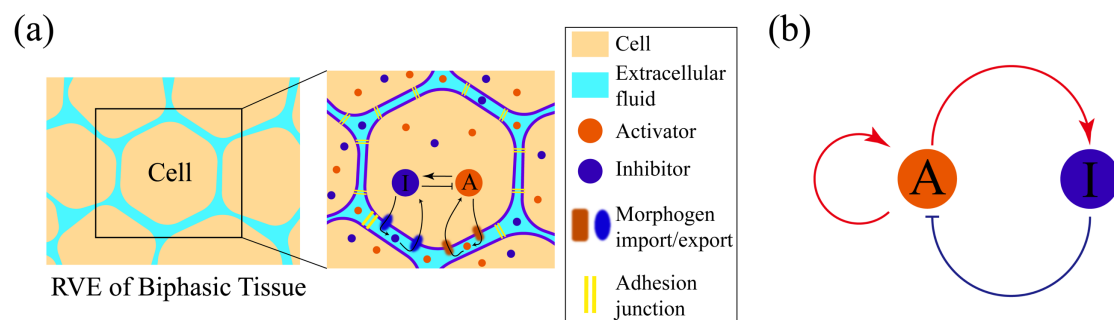 (a)
Cell
RVE of Biphasic Tissue
I
A
Cell
Extracellular
fluid
Activator
Inhibitor
Morphogen
import/export
Adhesion
junction
(b)
A
I